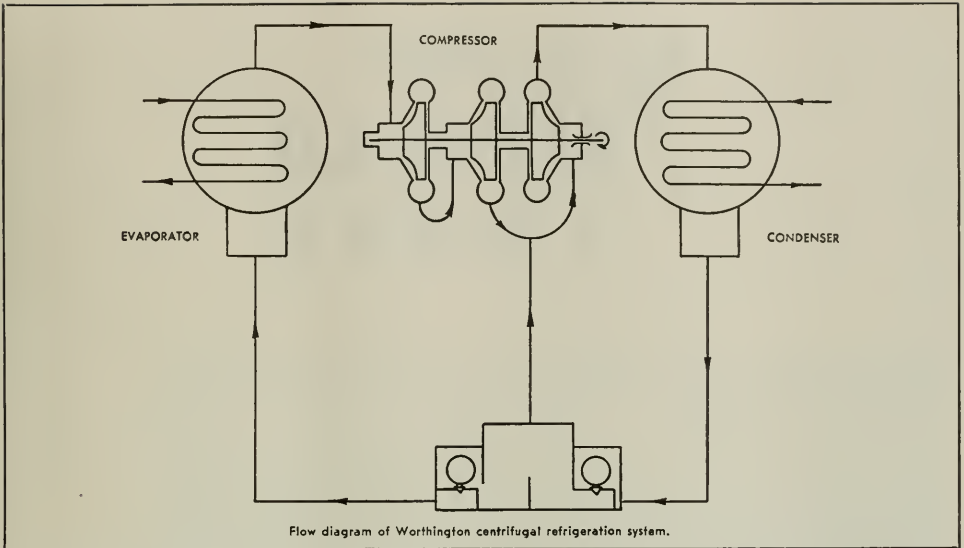 COMPRESSOR
EVAPORATOR
CONDENSER
Flow diagram of Worthington centrifugal refrigeration system.